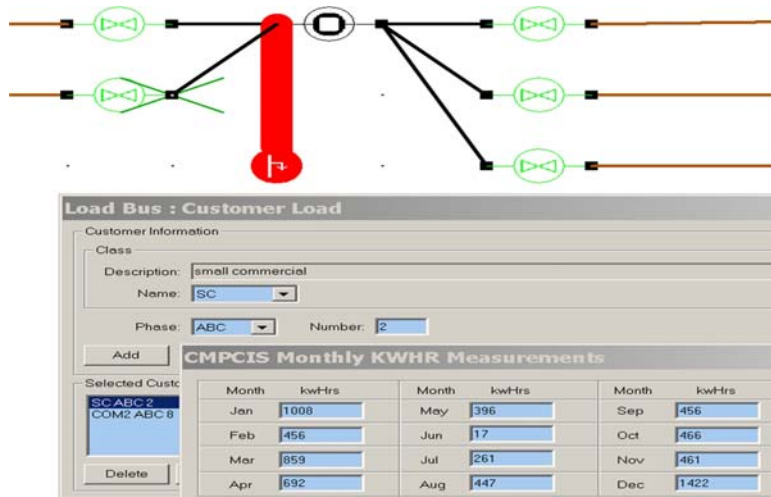 Load Bus : Customer Load
Customer Information
Class
Description: small commercial
Name: SC
Phase: ABC Number: 2
Add
CMPCIS Monthly KWHR Measurements
Selected Custo
SC ABC 2
COM2 ABC 8
Delete
Month kwHrs Month kwHrs Month kwHrs
Jan 1008 May 396 Sep 456
Feb 456 Jun 17 Oct 466
Mar 859 Jul 261 Nov 461
Apr 692 Aug 447 Dec 1422